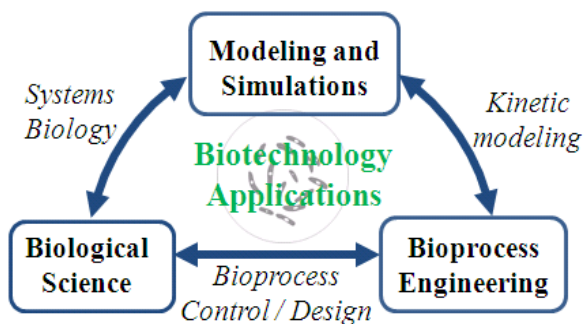 Modeling and
Simulations
Systems
Biology
Kinetic
modeling
Biotechnology
Applications
Biological
Science
Bioprocess
Engineering
Bioprocess
Control / Design